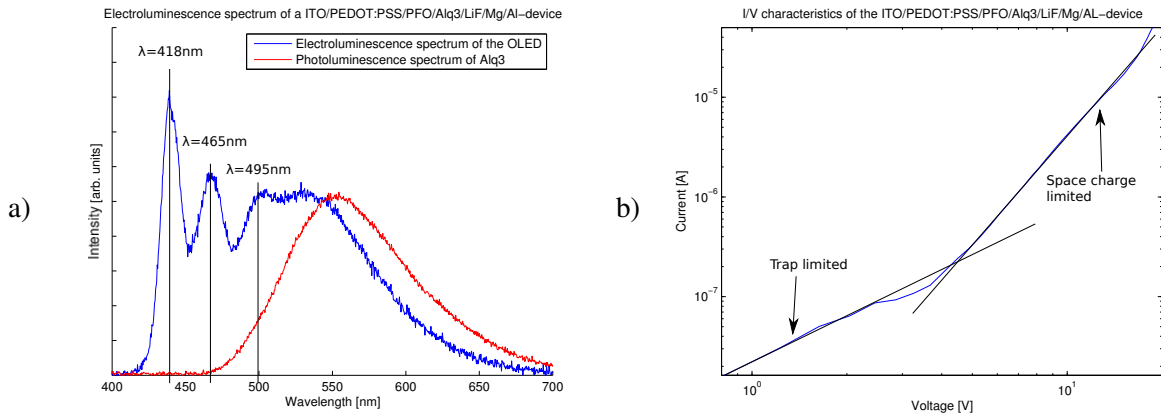 a)
Electroluminescence spectrum of a ITO/PEDOT:PSS/PFO/Alq3/LiF/Mg/Al−device
Electroluminescence spectrum of the OLED
Photoluminescence spectrum of Alq3
λ=418nm
λ=465nm
λ=495nm
Intensity [arb. units]
400 450 500 550 600 650 700
Wavelength [nm]
b)
I/V characteristics of the ITO/PEDOT:PSS/PFO/Alq3/LiF/Mg/AL−device
Current [A]
10⁻⁵
10⁻⁶
10⁻⁷
Space charge
limited
Trap limited
10⁰ 10¹
Voltage [V]